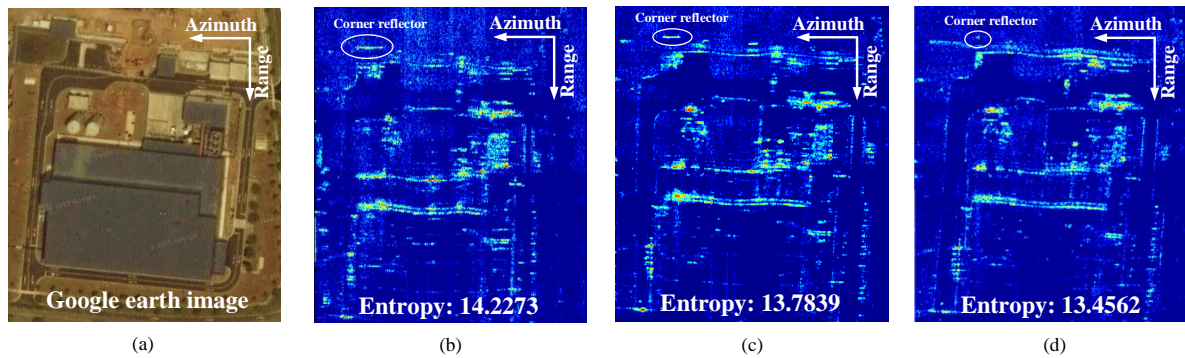 Azimuth
Range
Google earth image
(a)
Corner reflector
Azimuth
Range
Entropy: 14.2273
(b)
Corner reflector
Azimuth
Range
Entropy: 13.7839
(c)
Corner reflector
Azimuth
Range
Entropy: 13.4562
(d)